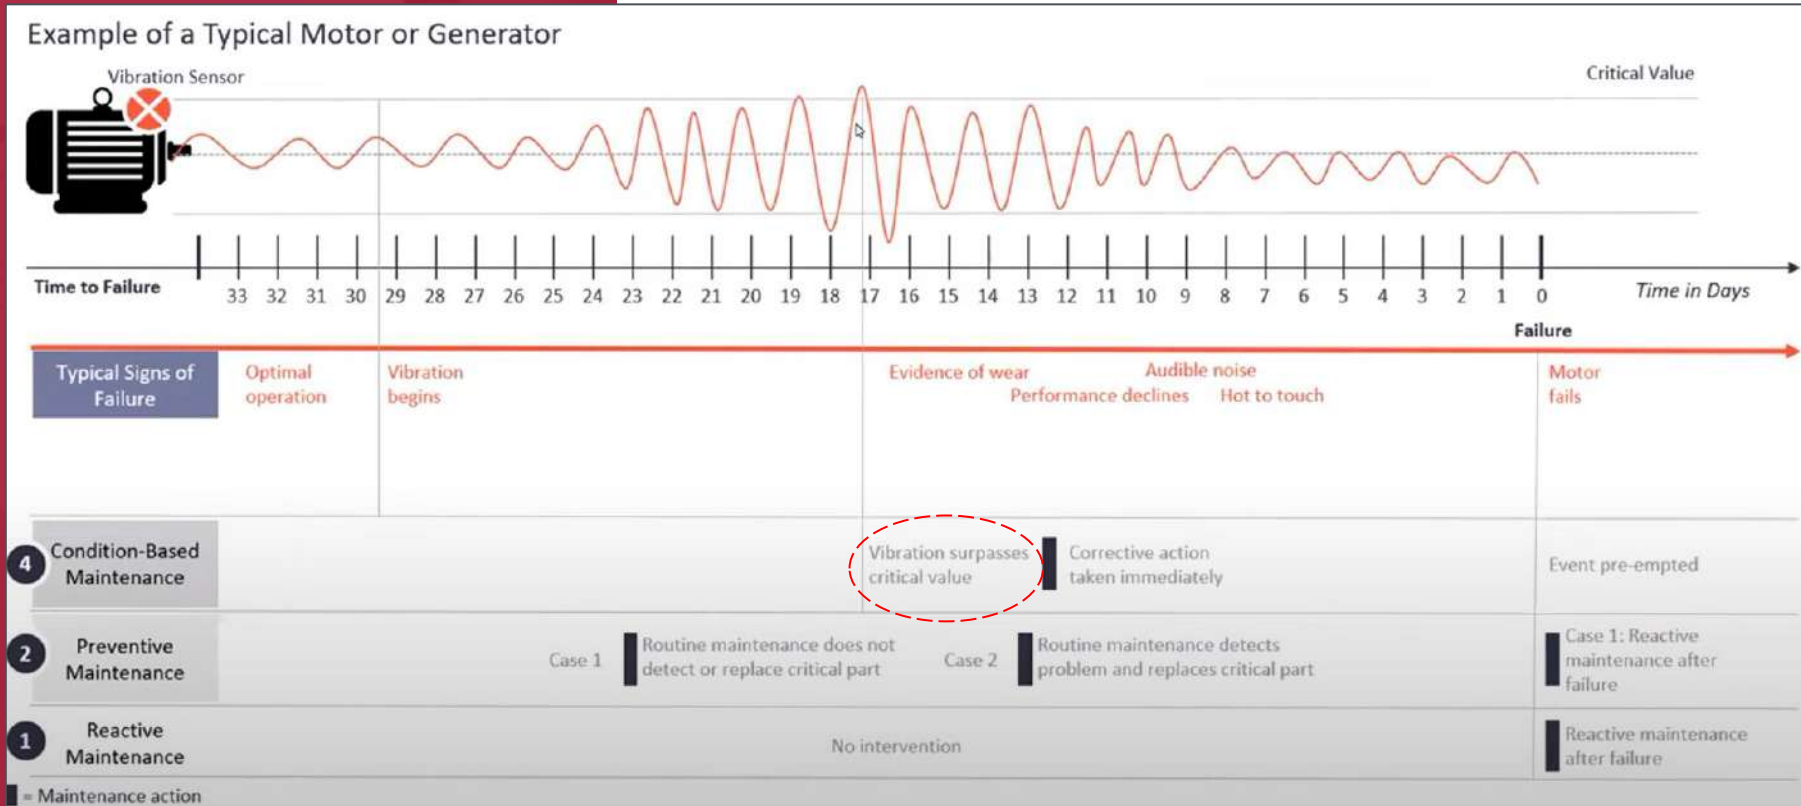 Example of a Typical Motor or Generator
Vibration Sensor
Critical Value
Time to Failure
33 32 31 30 29 28 27 26 25 24 23 22 21 20 19 18 17 16 15 14 13 12 11 10 9 8 7 6 5 4 3 2 1 0
Time in Days
Failure
Typical Signs of
Failure
Optimal
operation
Vibration
begins
Evidence of wear
Performance declines
Audible noise
Hot to touch
Motor
fails
4
Condition-Based
Maintenance
Vibration surpasses
critical value
Corrective action
taken immediately
Event pre-empted
2
Preventive
Maintenance
Case 1
Routine maintenance does not
detect or replace critical part
Case 2
Routine maintenance detects
problem and replaces critical part
Case 1: Reactive
maintenance after
failure
1
Reactive
Maintenance
No intervention
Reactive maintenance
after failure
= Maintenance action